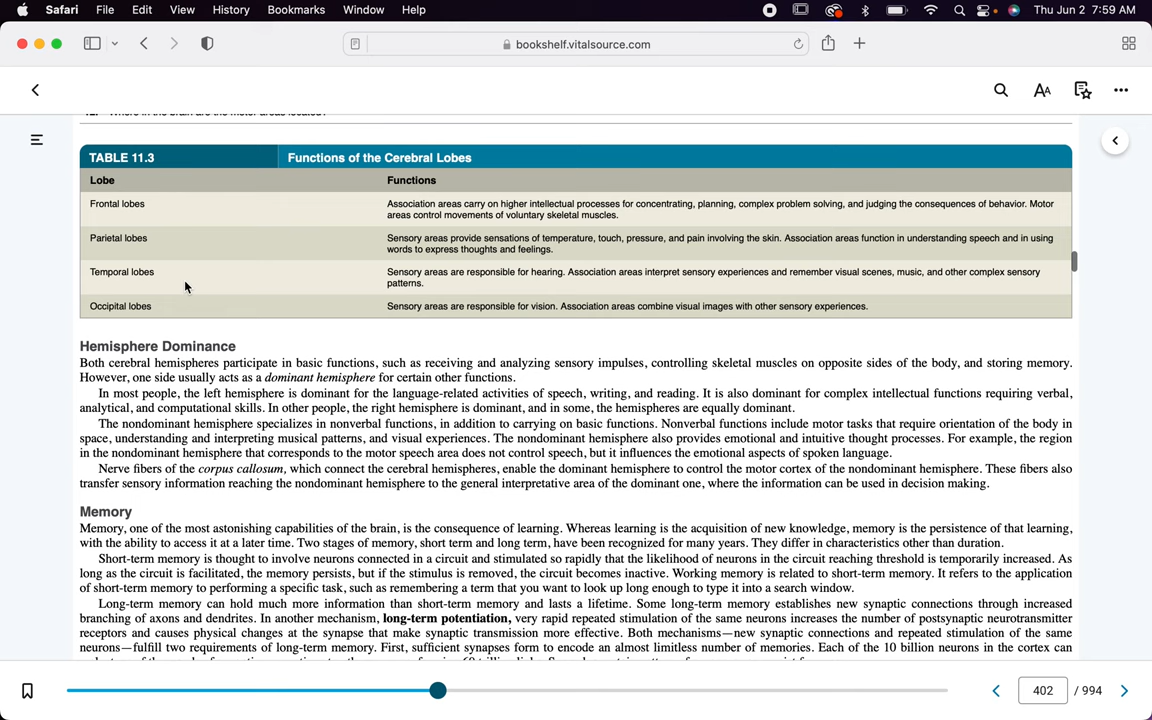 Safari File Edit View History Bookmarks Window Help Thu Jun 2 7:59 AM
bookshelf.vitalsource.com
AA
TABLE 11.3 Functions of the Cerebral Lobes
Lobe Functions
Frontal lobes Association areas carry on higher intellectual processes for concentrating, planning, complex problem solving, and judging the consequences of behavior. Motor
areas control movements of voluntary skeletal muscles.
Parietal lobes Sensory areas provide sensations of temperature, touch, pressure, and pain involving the skin. Association areas function in understanding speech and in using
words to express thoughts and feelings.
Temporal lobes Sensory areas are responsible for hearing. Association areas interpret sensory experiences and remember visual scenes, music, and other complex sensory
patterns.
Occipital lobes Sensory areas are responsible for vision. Association areas combine visual images with other sensory experiences.
Hemisphere Dominance
Both cerebral hemispheres participate in basic functions, such as receiving and analyzing sensory impulses, controlling skeletal muscles on opposite sides of the body, and storing memory.
However, one side usually acts as a dominant hemisphere for certain other functions.
In most people, the left hemisphere is dominant for the language-related activities of speech, writing, and reading. It is also dominant for complex intellectual functions requiring verbal,
analytical, and computational skills. In other people, the right hemisphere is dominant, and in some, the hemispheres are equally dominant.
The nondominant hemisphere specializes in nonverbal functions, in addition to carrying on basic functions. Nonverbal functions include motor tasks that require orientation of the body in
space, understanding and interpreting musical patterns, and visual experiences. The nondominant hemisphere also provides emotional and intuitive thought processes. For example, the region
in the nondominant hemisphere that corresponds to the motor speech area does not control speech, but it influences the emotional aspects of spoken language.
Nerve fibers of the corpus callosum, which connect the cerebral hemispheres, enable the dominant hemisphere to control the motor cortex of the nondominant hemisphere. These fibers also
transfer sensory information reaching the nondominant hemisphere to the general interpretative area of the dominant one, where the information can be used in decision making.
Memory
Memory, one of the most astonishing capabilities of the brain, is the consequence of learning. Whereas learning is the acquisition of new knowledge, memory is the persistence of that learning,
with the ability to access it at a later time. Two stages of memory, short term and long term, have been recognized for many years. They differ in characteristics other than duration.
Short-term memory is thought to involve neurons connected in a circuit and stimulated so rapidly that the likelihood of neurons in the circuit reaching threshold is temporarily increased. As
long as the circuit is facilitated, the memory persists, but if the stimulus is removed, the circuit becomes inactive. Working memory is related to short-term memory. It refers to the application
of short-term memory to performing a specific task, such as remembering a term that you want to look up long enough to type it into a search window.
Long-term memory can hold much more information than short-term memory and lasts a lifetime. Some long-term memory establishes new synaptic connections through increased
branching of axons and dendrites. In another mechanism, long-term potentiation, very rapid repeated stimulation of the same neurons increases the number of postsynaptic neurotransmitter
receptors and causes physical changes at the synapse that make synaptic transmission more effective. Both mechanisms—new synaptic connections and repeated stimulation of the same
neurons—fulfill two requirements of long-term memory. First, sufficient synapses form to encode an almost limitless number of memories. Each of the 10 billion neurons in the cortex can
402 / 994